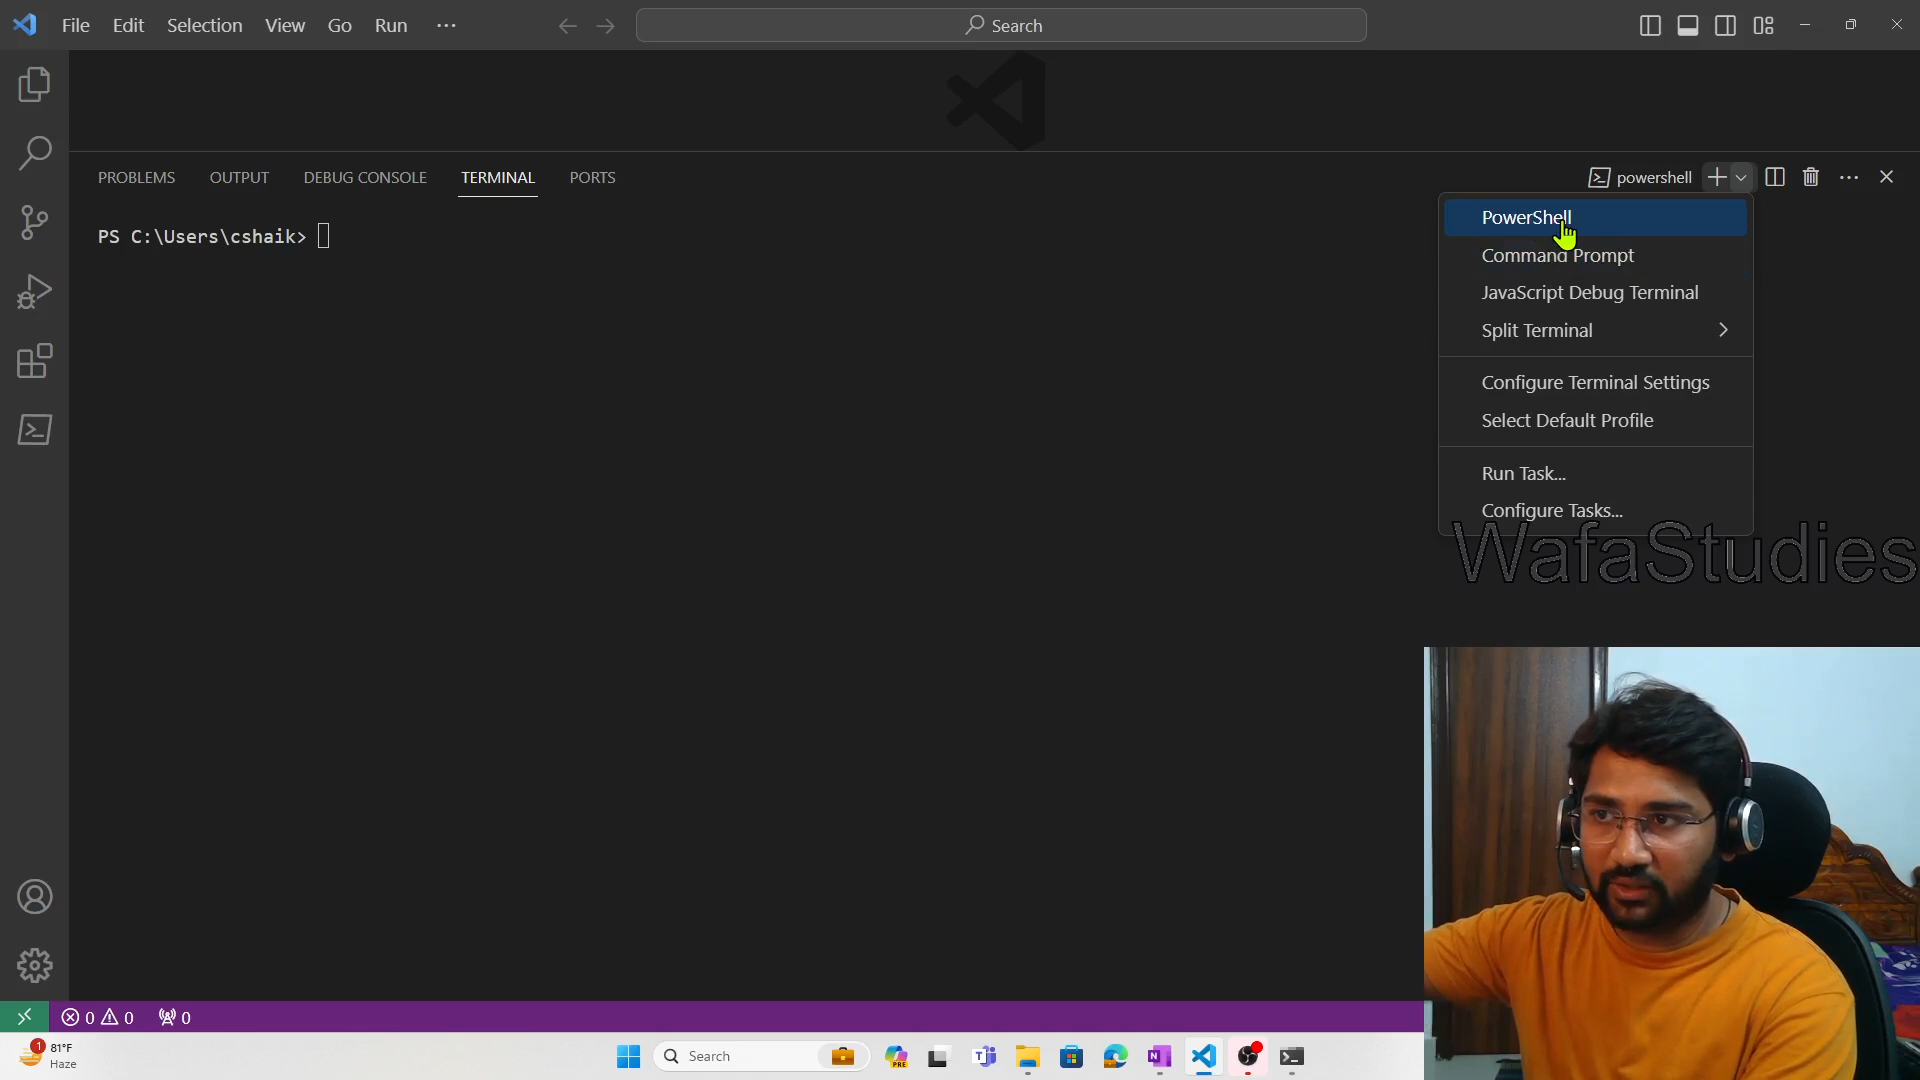 File Edit Selection View Go Run ...
Search
PROBLEMS OUTPUT DEBUG CONSOLE TERMINAL PORTS
powershell
PS C:\Users\cshaik>
PowerShell
Command Prompt
JavaScript Debug Terminal
Split Terminal
Configure Terminal Settings
Select Default Profile
Run Task...
Configure Tasks...
WafaStudies
0 0 0
1
81°F
Haze
Search
PRE